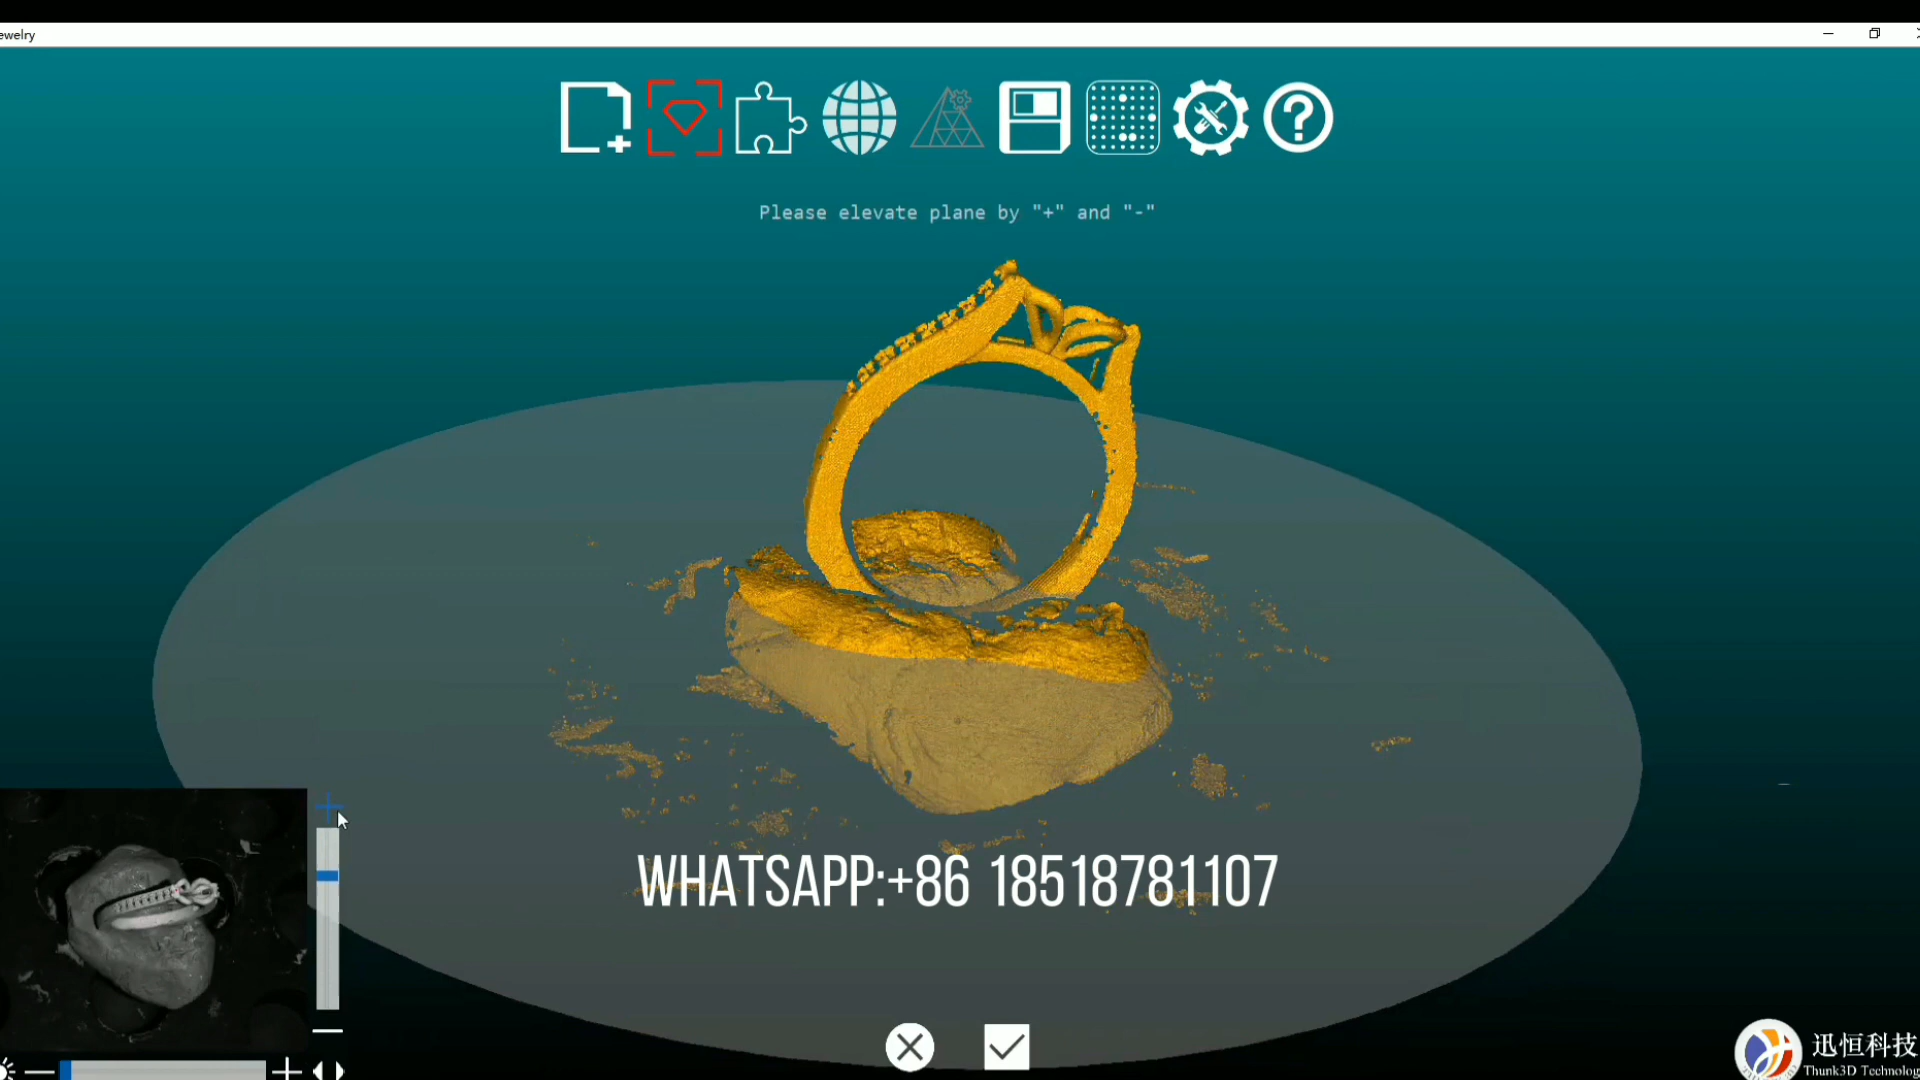 ewelry
Please elevate plane by "+" and "-"
WHATSAPP:+86 18518781107
迅恒科技
Thunk3D Technolog